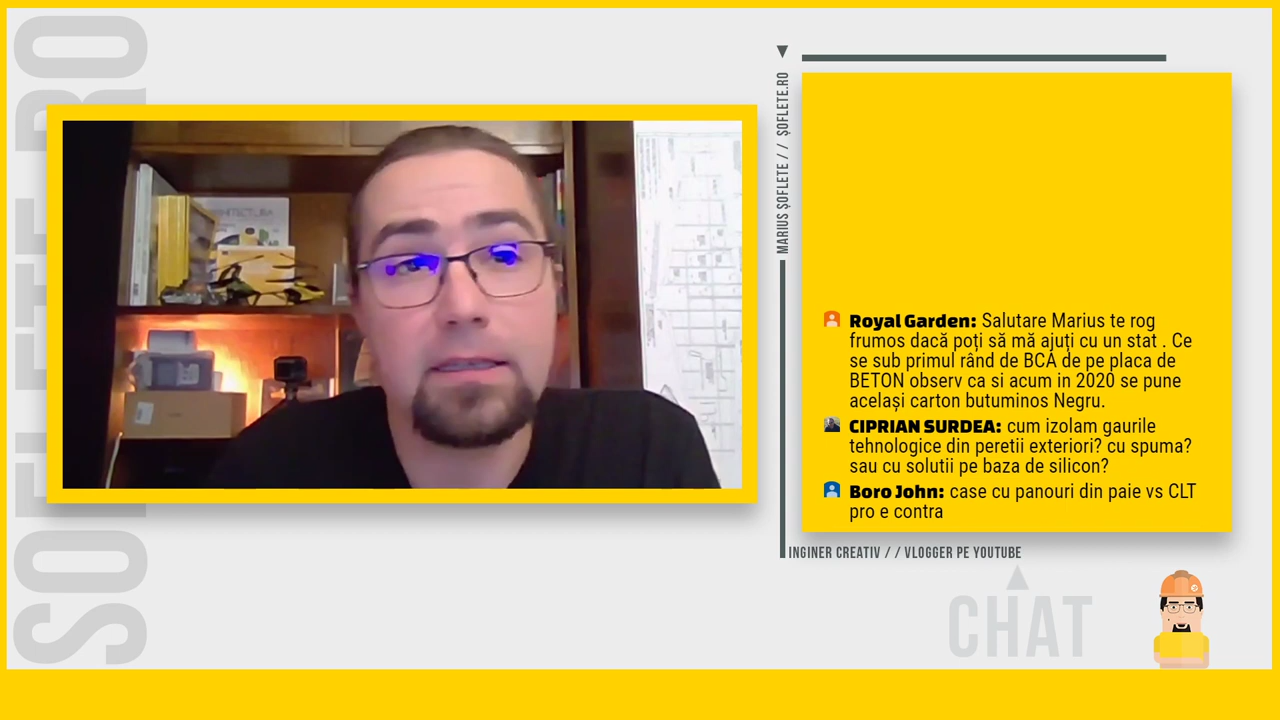 SOFLETE RO
ARHITECTURA
MARIUS ȘOFLETE // ȘOFLETE.RO
Royal Garden: Salutare Marius te rog
frumos dacă poți să mă ajuți cu un stat . Ce
se sub primul rând de BCA de pe placa de
BETON observ ca si acum in 2020 se pune
același carton butuminos Negru.
CIPRIAN SURDEA: cum izolam gaurile
tehnologice din peretii exteriori? cu spuma?
sau cu solutii pe baza de silicon?
Boro John: case cu panouri din paie vs CLT
pro e contra
INGINER CREATIV // VLOGGER PE YOUTUBE
CHAT